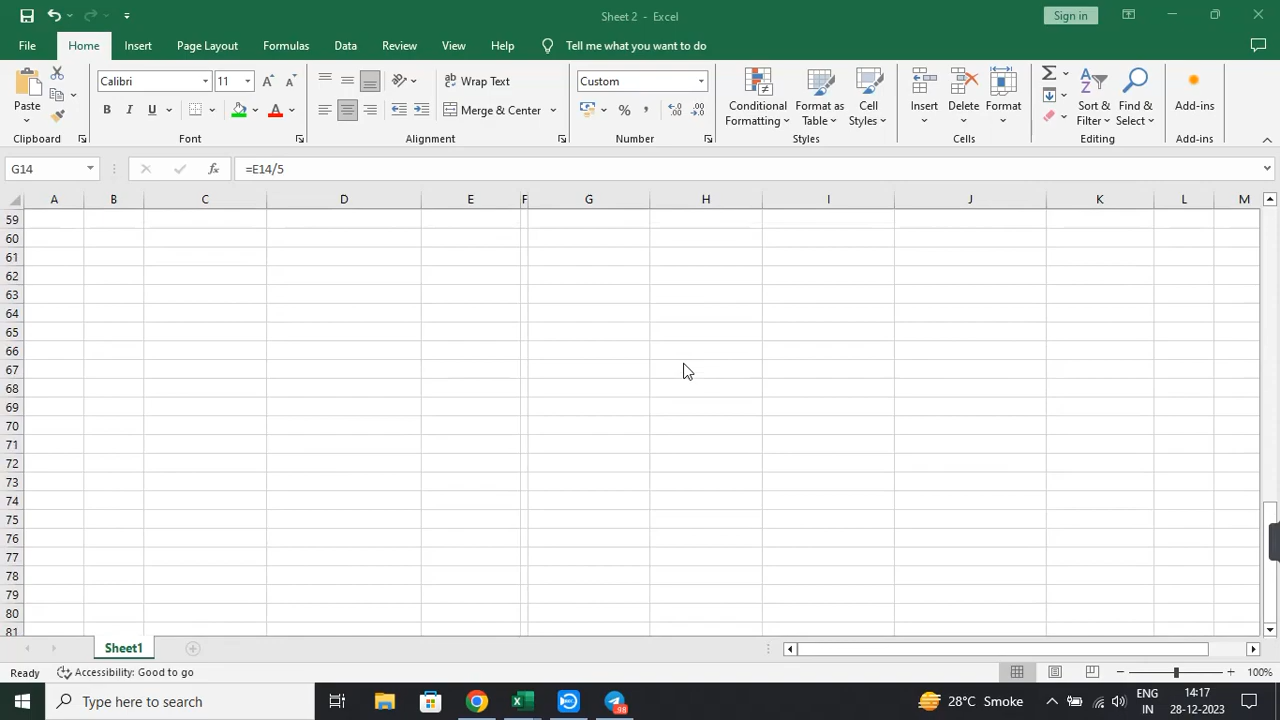 Sheet 2 - Excel
Sign in
File Home Insert Page Layout Formulas Data Review View Help Tell me what you want to do
Paste
Clipboard
Calibri 11
B I U
Font
Wrap Text
Merge & Center
Alignment
Custom
% ,
Number
Conditional Formatting
Format as Table
Cell Styles
Styles
Insert
Delete
Format
Cells
Sort & Filter
Find & Select
Editing
Add-ins
Add-ins
G14 fx =E14/5
A B C D E F G H I J K L M
59
60
61
62
63
64
65
66
67
68
69
70
71
72
73
74
75
76
77
78
79
80
81
Sheet1
Ready Accessibility: Good to go 100%
Type here to search
98
28°C Smoke
ENG
IN
14:17
28-12-2023